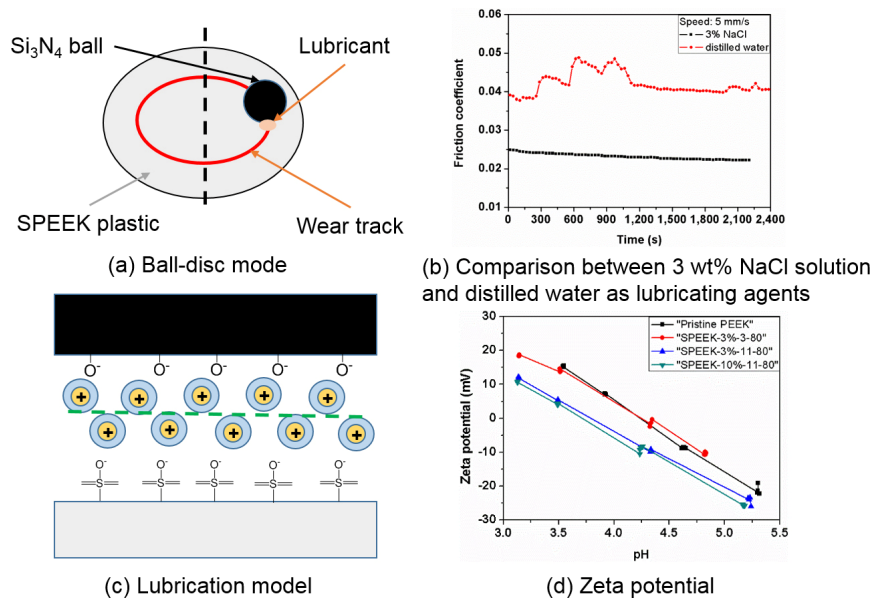 Si₃N₄ ball
Lubricant
SPEEK plastic
Wear track
(a) Ball-disc mode
Speed: 5 mm/s
3% NaCl
distilled water
Friction coefficient
0.06
0.05
0.04
0.03
0.02
0.01
0 300 600 900 1,200 1,500 1,800 2,100 2,400
Time (s)
(b) Comparison between 3 wt% NaCl solution
and distilled water as lubricating agents
O⁻ O⁻ O⁻ O⁻ O⁻
+ + + + +
+ + + + +
O⁻ O⁻ O⁻ O⁻ O⁻
S S S S S
(c) Lubrication model
"Pristine PEEK"
"SPEEK-3%-3-80"
"SPEEK-3%-11-80"
"SPEEK-10%-11-80"
Zeta potential (mV)
30
20
10
0
-10
-20
-30
3.0 3.5 4.0 4.5 5.0 5.5
pH
(d) Zeta potential